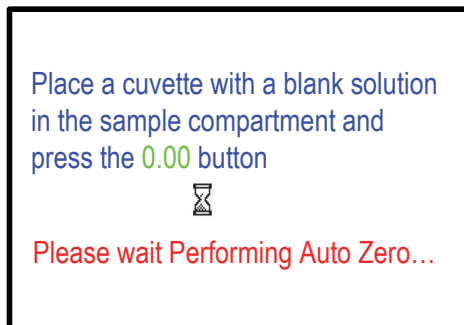 Place a cuvette with a blank solution
in the sample compartment and
press the 0.00 button
Please wait Performing Auto Zero...